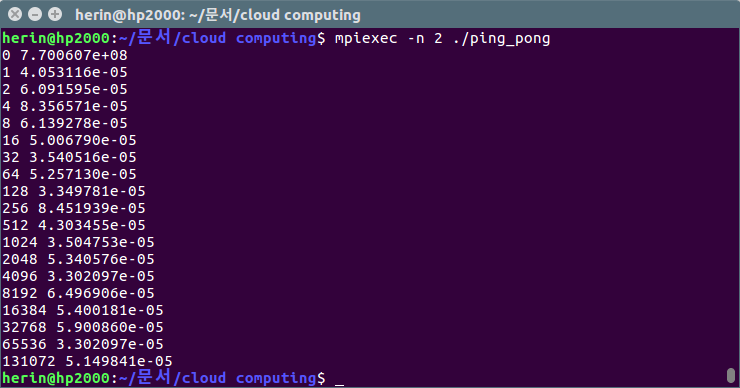 herin@hp2000: ~/문서/cloud computing
herin@hp2000:~/문서/cloud computing$ mpiexec -n 2 ./ping_pong
0 7.700607e+08
1 4.053116e-05
2 6.091595e-05
4 8.356571e-05
8 6.139278e-05
16 5.006790e-05
32 3.540516e-05
64 5.257130e-05
128 3.349781e-05
256 8.451939e-05
512 4.303455e-05
1024 3.504753e-05
2048 5.340576e-05
4096 3.302097e-05
8192 6.496906e-05
16384 5.400181e-05
32768 5.900860e-05
65536 3.302097e-05
131072 5.149841e-05
herin@hp2000:~/문서/cloud computing$ _